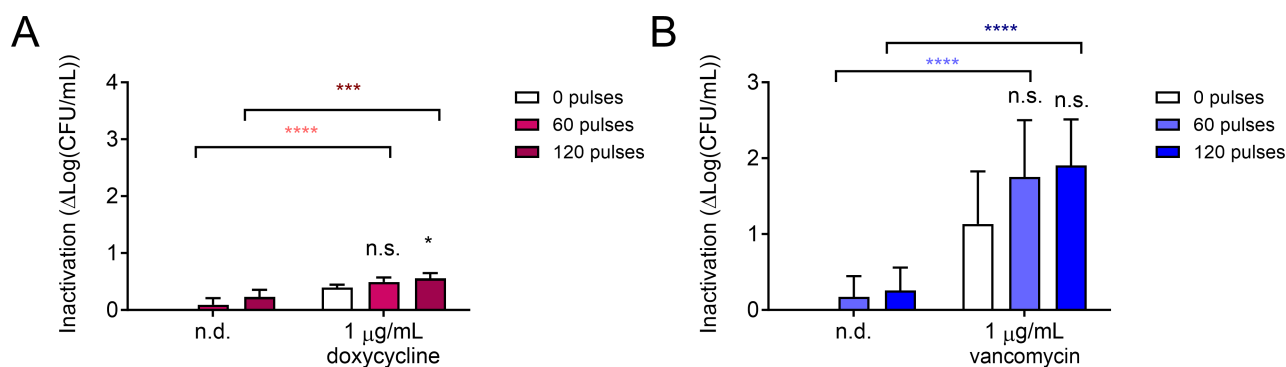 A
Inactivation (ΔLog(CFU/mL))
4
3
2
1
0
***
****
n.s.
*
n.d.
1 μg/mL
doxycycline
0 pulses
60 pulses
120 pulses
B
Inactivation (ΔLog(CFU/mL))
3
2
1
0
****
****
n.s.
n.s.
n.d.
1 μg/mL
vancomycin
0 pulses
60 pulses
120 pulses